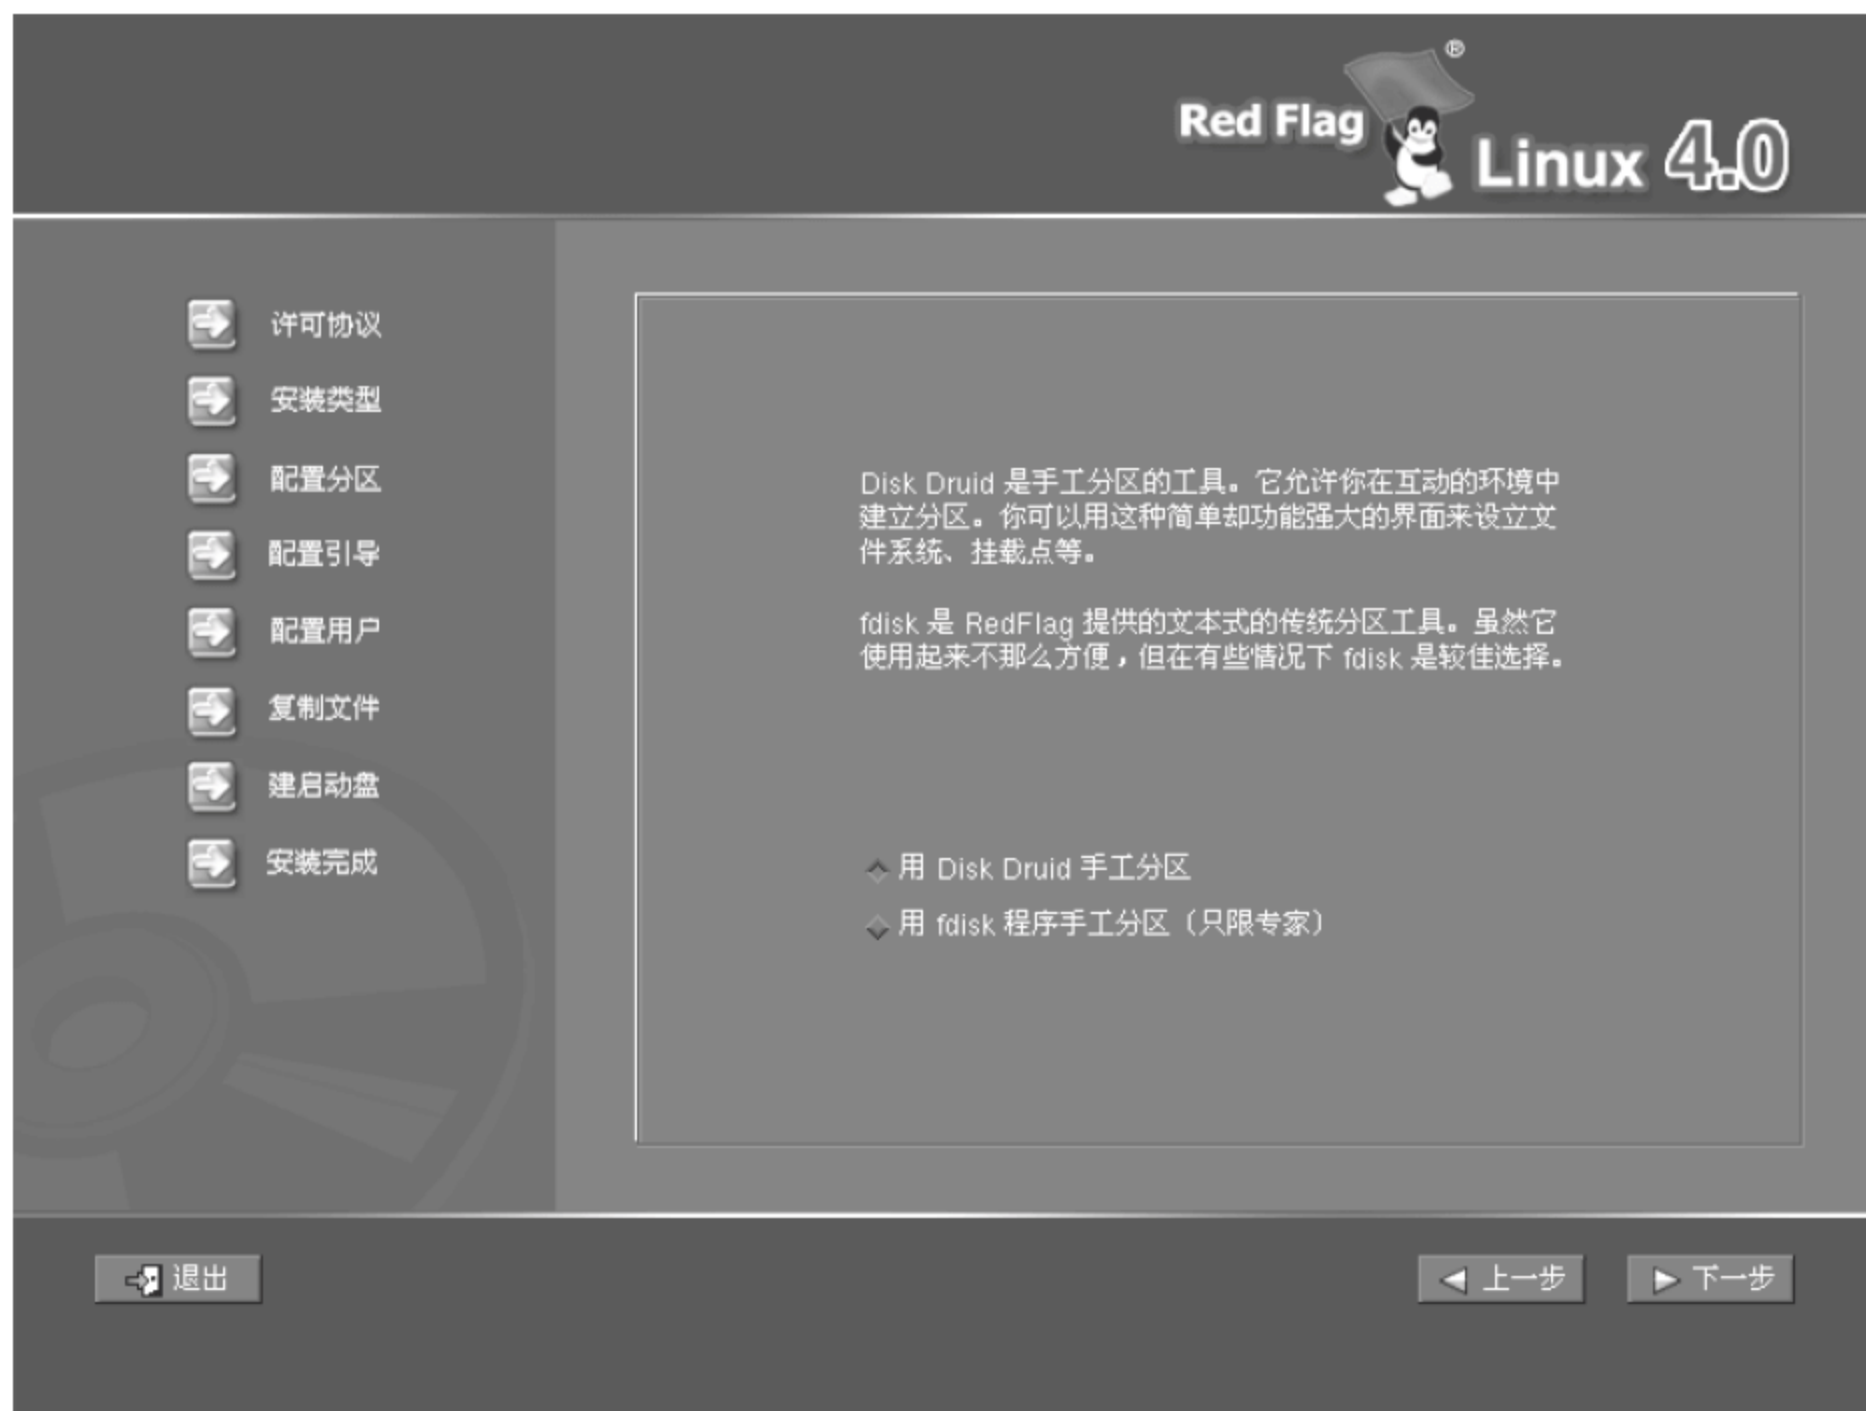 Red Flag ®
Linux 4.0
许可协议
安装类型
配置分区
配置引导
配置用户
复制文件
建启动盘
安装完成
Disk Druid 是手工分区的工具。它允许你在互动的环境中
建立分区。你可以用这种简单却功能强大的界面来设立文
件系统、挂载点等。
fdisk 是 RedFlag 提供的文本式的传统分区工具。虽然它
使用起来不那么方便，但在有些情况下 fdisk 是较佳选择。
用 Disk Druid 手工分区
用 fdisk 程序手工分区（只限专家）
退出
上一步
下一步